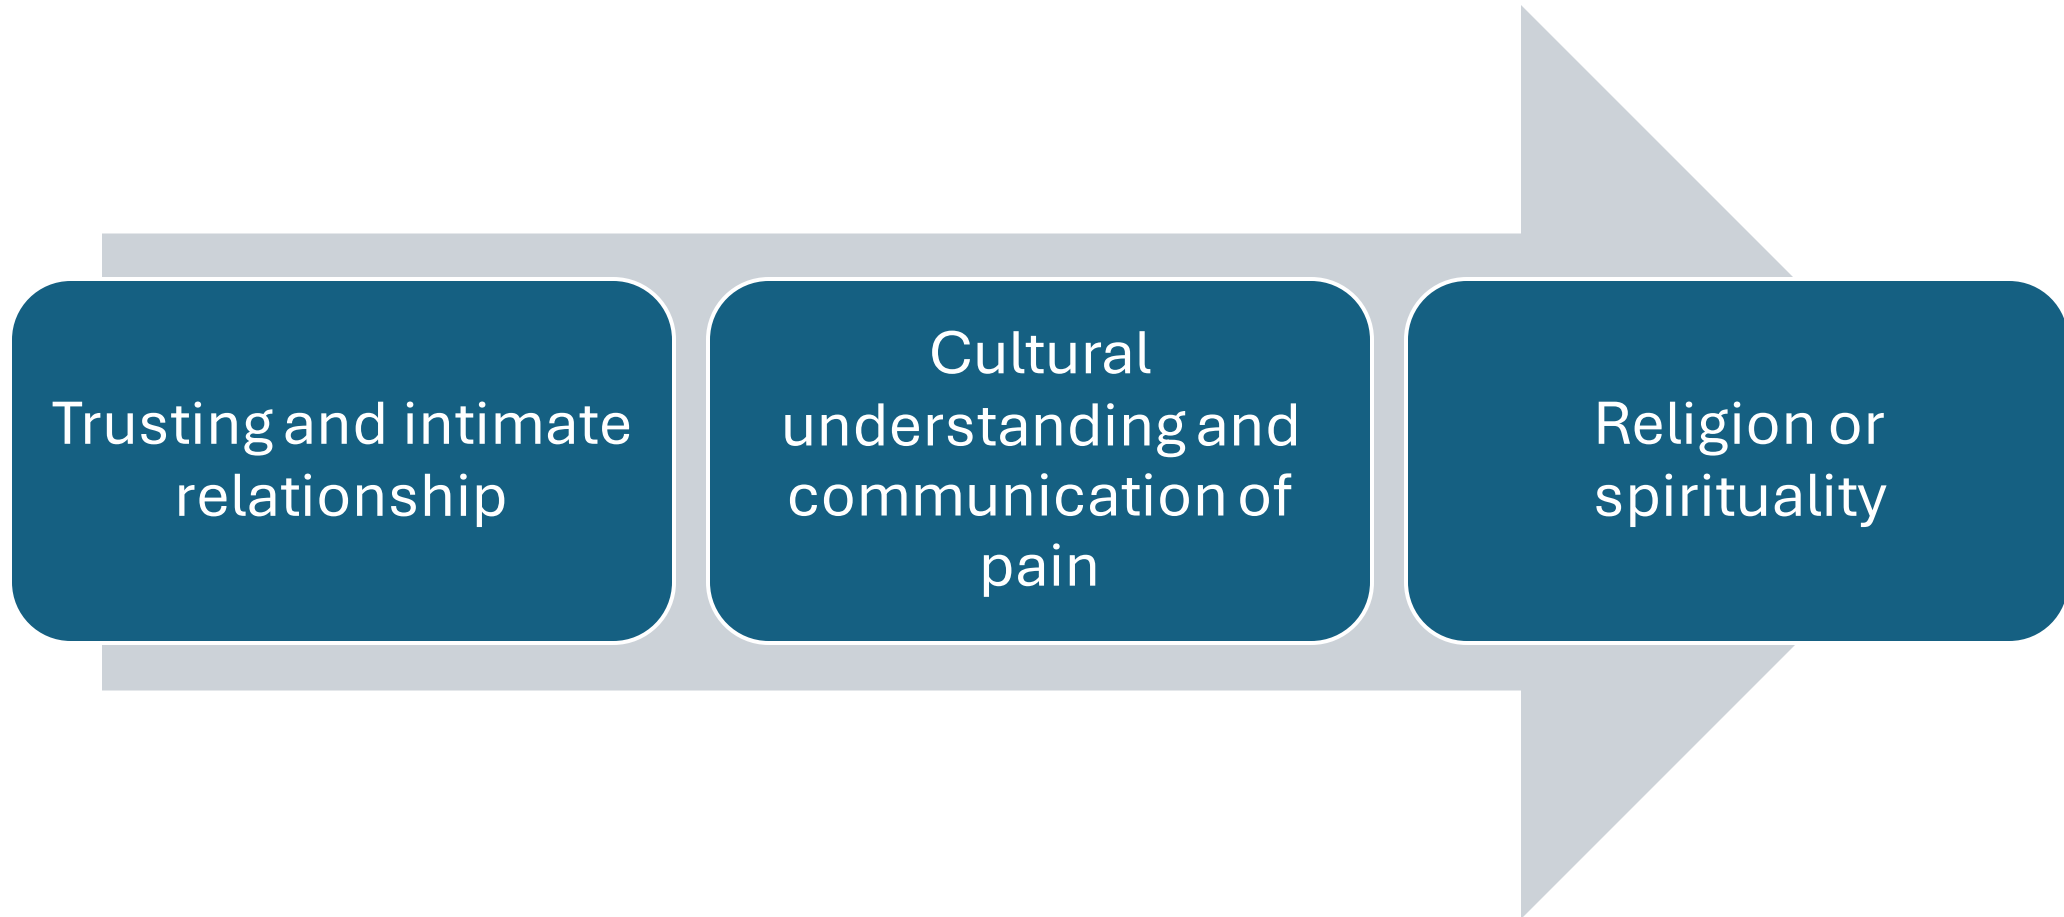 Trusting and intimate
relationship
Cultural
understanding and
communication of
pain
Religion or
spirituality